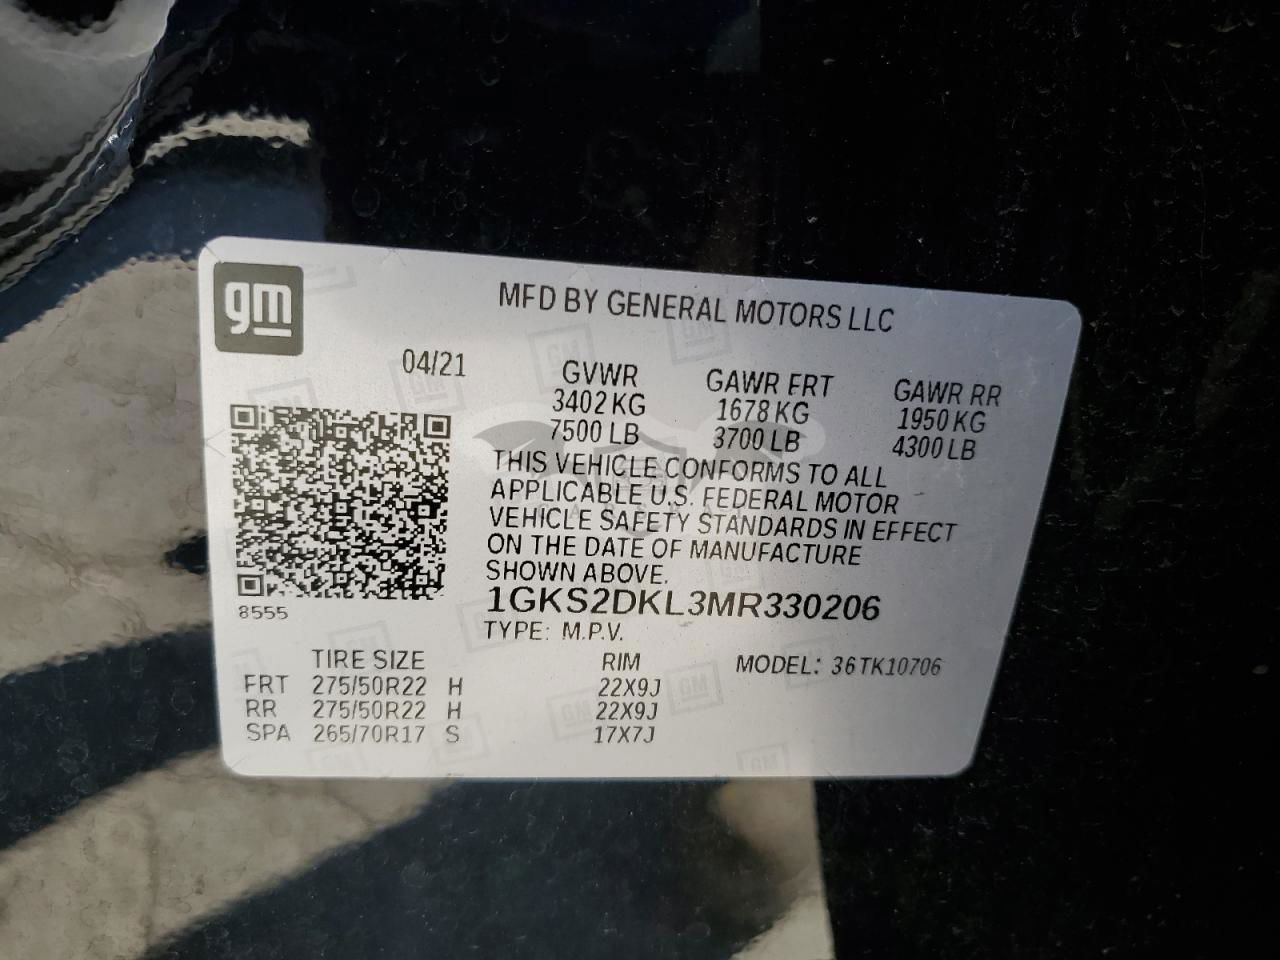 gm
MFD BY GENERAL MOTORS LLC
04/21
GVWR GAWR FRT GAWR RR
3402 KG 1678 KG 1950 KG
7500 LB 3700 LB 4300 LB
THIS VEHICLE CONFORMS TO ALL
APPLICABLE U.S. FEDERAL MOTOR
VEHICLE SAFETY STANDARDS IN EFFECT
ON THE DATE OF MANUFACTURE
SHOWN ABOVE.
8555
1GKS2DKL3MR330206
TYPE: M.P.V.
TIRE SIZE RIM MODEL: 36TK10706
FRT 275/50R22 H 22X9J
RR 275/50R22 H 22X9J
SPA 265/70R17 S 17X7J